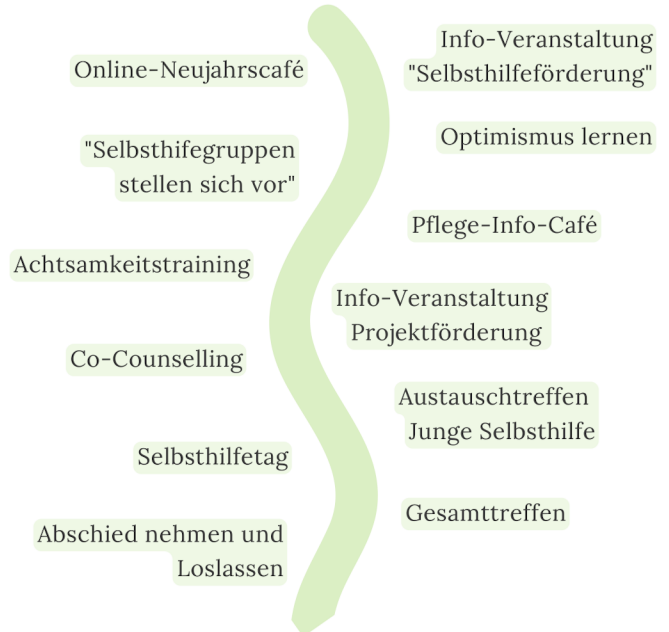 Online-Neujahrscafé
"Selbsthifegruppen
stellen sich vor"
Achtsamkeitstraining
Co-Counselling
Selbsthilfetag
Abschied nehmen und
Loslassen
Info-Veranstaltung
"Selbsthilfeförderung"
Optimismus lernen
Pflege-Info-Café
Info-Veranstaltung
Projektförderung
Austauschtreffen
Junge Selbsthilfe
Gesamttreffen